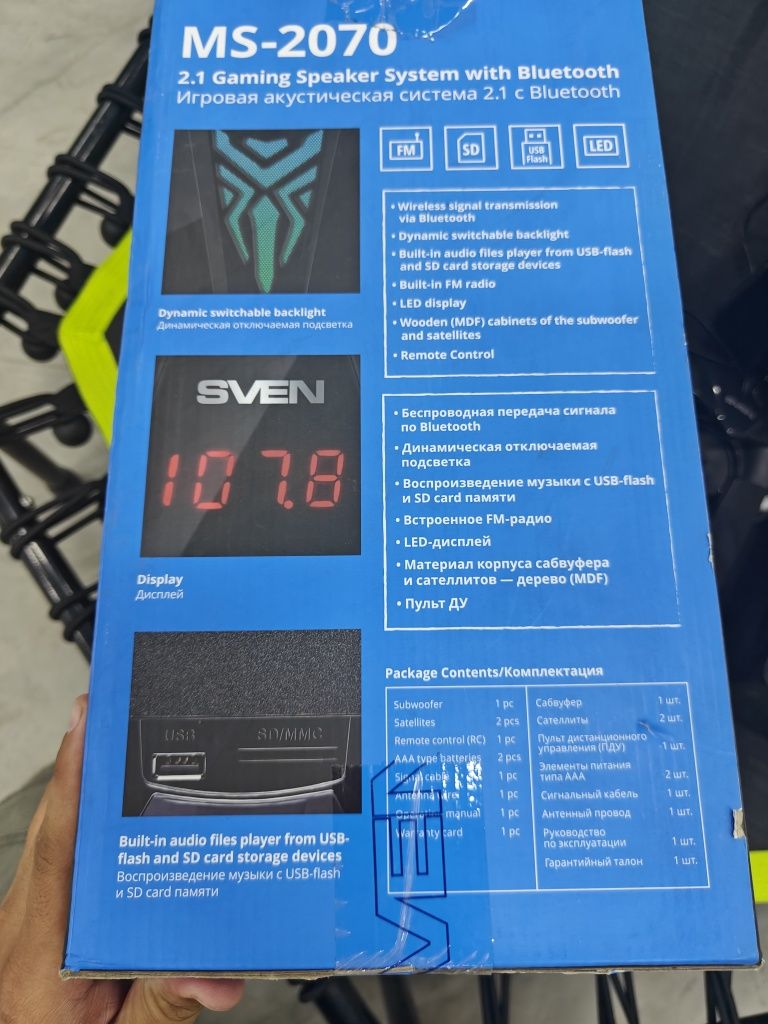 MS-2070
2.1 Gaming Speaker System with Bluetooth
Игровая акустическая система 2.1 с Bluetooth
FM
SD
USB
Flash
LED
• Wireless signal transmission
via Bluetooth
• Dynamic switchable backlight
• Built-in audio files player from USB-flash
and SD card storage devices
• Built-in FM radio
• LED display
• Wooden (MDF) cabinets of the subwoofer
and satellites
• Remote Control
Dynamic switchable backlight
Динамическая отключаемая подсветка
SVEN
107.8
Display
Дисплей
• Беспроводная передача сигнала
по Bluetooth
• Динамическая отключаемая
подсветка
• Воспроизведение музыки с USB-flash
и SD card памяти
• Встроенное FM-радио
• LED-дисплей
• Материал корпуса сабвуфера
и сателлитов — дерево (MDF)
• Пульт ДУ
USB
SD/MMC
Built-in audio files player from USB-
flash and SD card storage devices
Воспроизведение музыки с USB-flash
и SD card памяти
Package Contents/Комплектация
Subwoofer 1 pc
Satellites 2 pcs
Remote control (RC) 1 pc
AAA type batteries 2 pcs
Signal cable 1 pc
Antenna wire 1 pc
Operation manual 1 pc
Warranty card 1 pc
Сабвуфер 1 шт.
Сателлиты 2 шт.
Пульт дистанционного
управления (ПДУ) 1 шт.
Элементы питания
типа AAA 2 шт.
Сигнальный кабель 1 шт.
Антенный провод 1 шт.
Руководство
по эксплуатации 1 шт.
Гарантийный талон 1 шт.